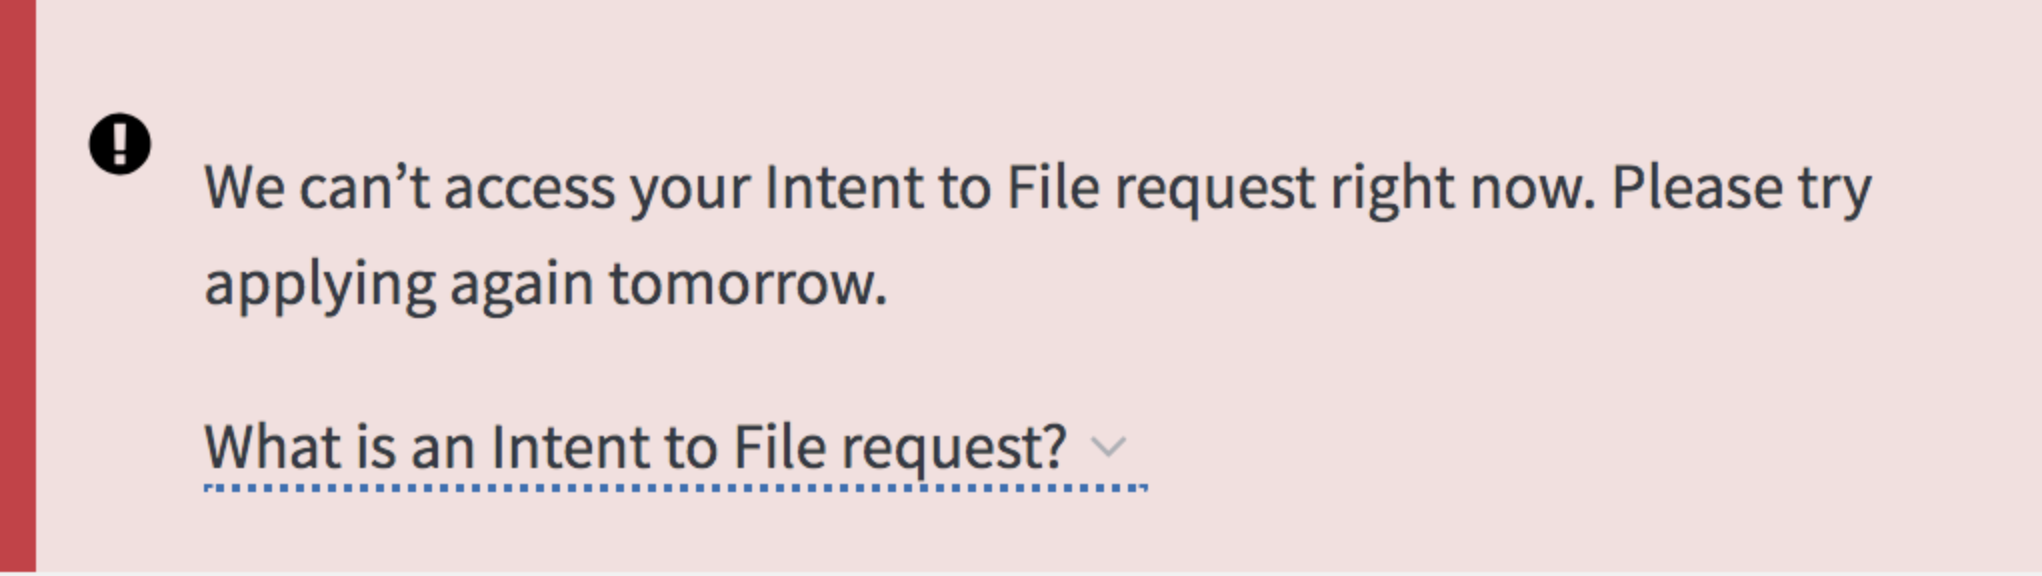 We can’t access your Intent to File request right now. Please try
applying again tomorrow.
What is an Intent to File request?